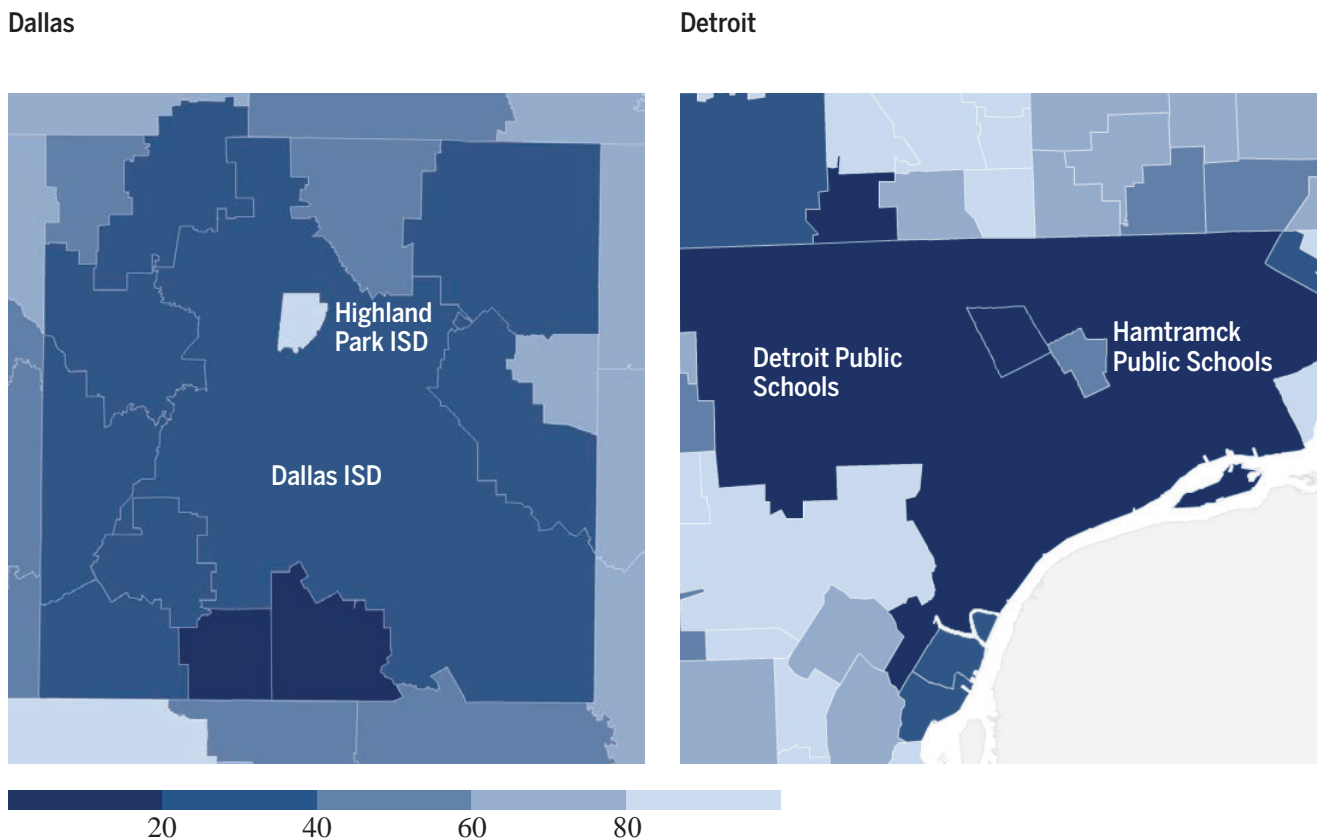 Dallas
Detroit
Highland
Park ISD
Dallas ISD
Detroit Public
Schools
Hamtramck
Public Schools
20 40 60 80